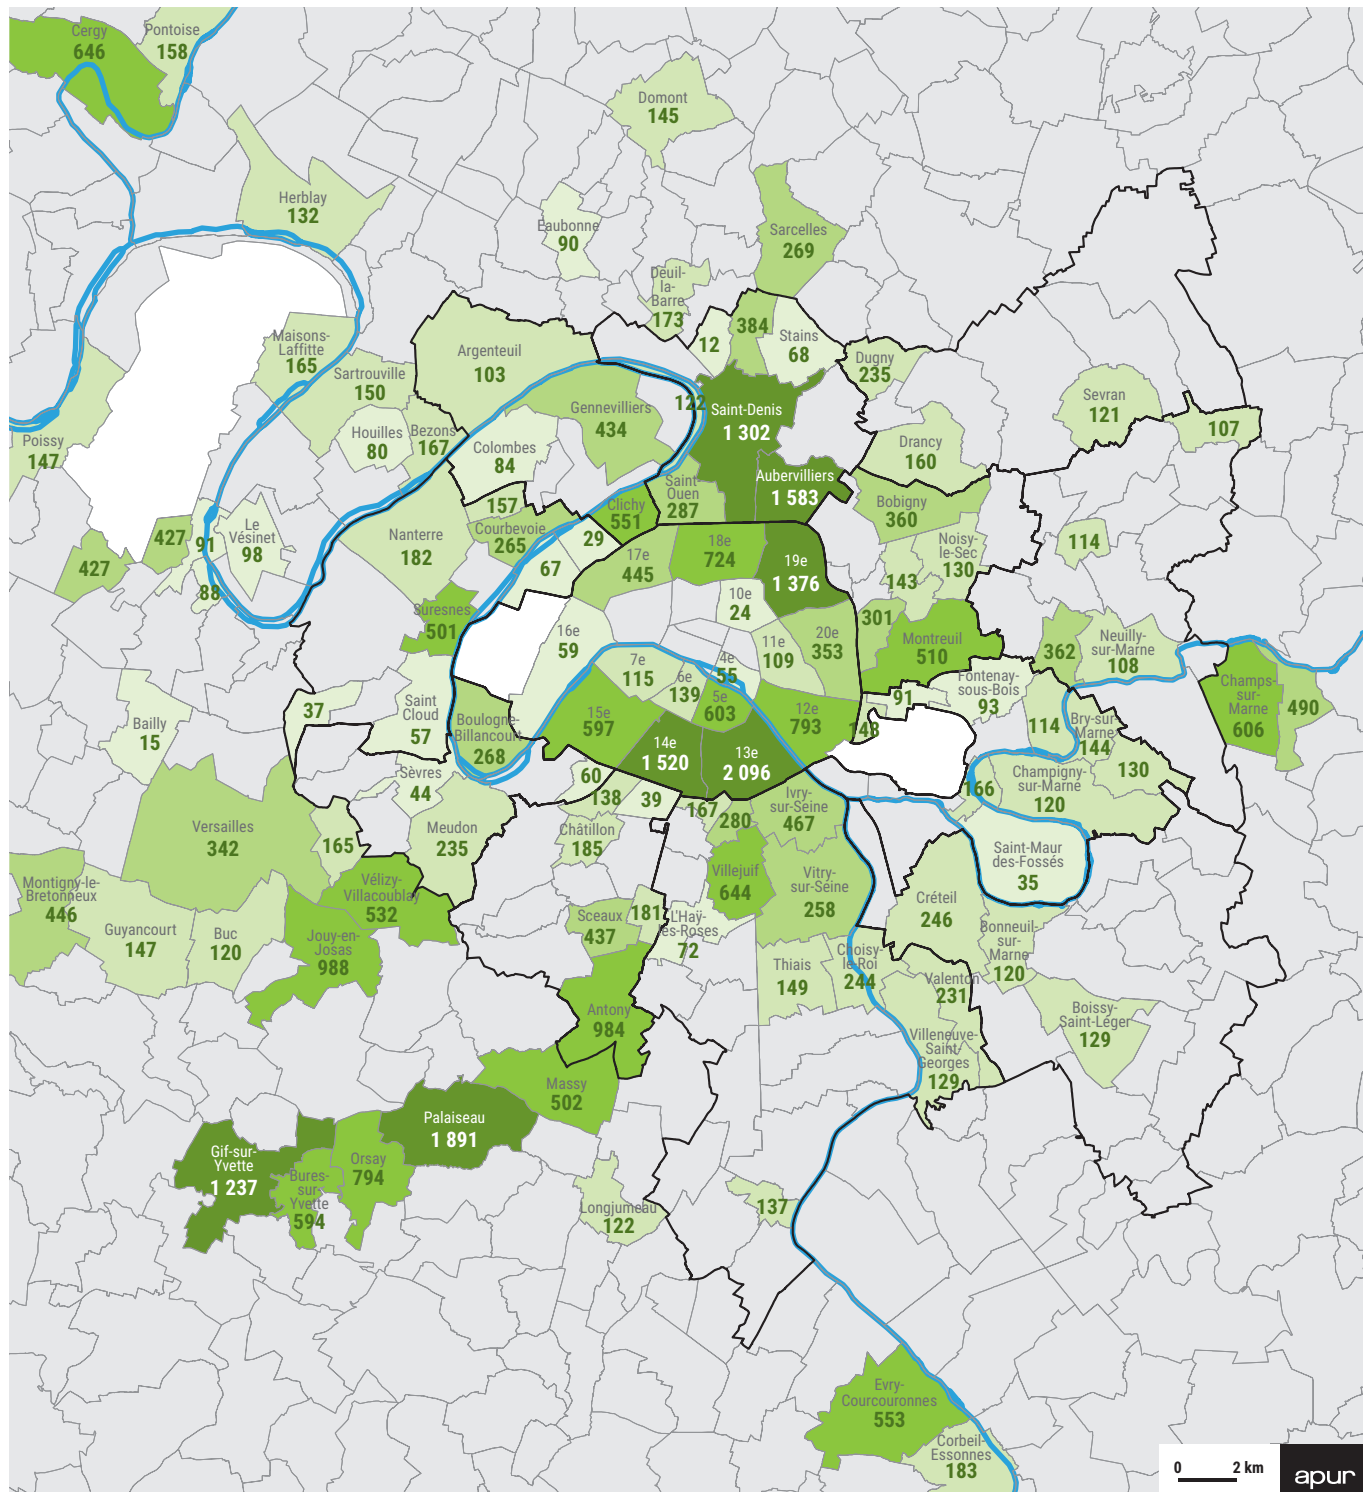 Cergy
646
Pontoise
158
Domont
145
Herblay
132
Eaubonne
90
Sarcelles
269
Deuil-
la-
Barre
173
12
384
Stains
68
Dugny
235
Maisons-
Laffitte
165
Sartrouville
150
Argenteuil
103
Houilles
80
Bezons
167
Colombes
84
Gennevilliers
434
122
Saint-Denis
1 302
Sevran
121
107
Poissy
147
Drancy
160
Aubervilliers
1 583
Saint
Ouen
287
Clichy
551
157
Courbevoie
265
29
67
Nanterre
182
Bobigny
360
Noisy-
le-Sec
130
143
114
427
427
91
Le
Vésinet
98
88
17e
445
18e
724
19e
1 376
10e
24
Suresnes
501
16e
59
7e
115
6e
139
4e
55
5e
603
11e
109
20e
353
301
Montreuil
510
362
Neuilly-
sur-Marne
108
Champs-
sur-
Marne
606
490
Fontenay-
sous-Bois
93
91
148
114
Bry-sur-
Marne
144
130
Champigny-
sur-Marne
120
166
Bailly
15
37
Saint
Cloud
57
Boulogne-
Billancourt
268
15e
597
14e
1 520
13e
2 096
12e
793
Sèvres
44
60
138
39
167
280
Ivry-
sur-Seine
467
Versailles
342
165
Meudon
235
Châtillon
185
Villejuif
644
Vitry-
sur-Seine
258
Saint-Maur
des-Fossés
35
Montigny-le-
Bretonneux
446
Guyancourt
147
Buc
120
Vélizy-
Villacoublay
532
Jouy-en-
Josas
988
Sceaux
437
181
L'Haÿ-
les-Roses
72
Thiais
149
Choisy-
le-Roi
244
Créteil
246
Bonneuil-
sur-
Marne
120
Valenton
231
Boissy-
Saint-Léger
129
Villeneuve-
Saint-
Georges
129
Antony
984
Massy
502
Palaiseau
1 891
Gif-sur-
Yvette
1 237
Bures-
sur-
Yvette
594
Orsay
794
Longjumeau
122
137
Evry-
Courcouronnes
553
Corbeil-
Essonnes
183
0 2 km
apur